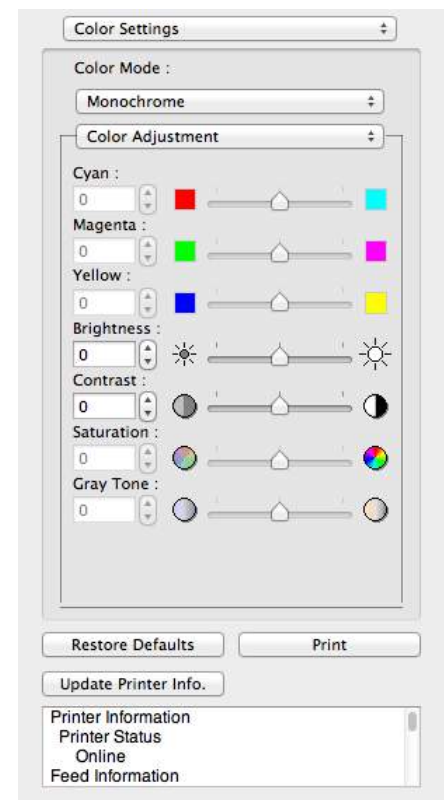 Color Settings
Color Mode :
Monochrome
Color Adjustment
Cyan :
0
Magenta :
0
Yellow :
0
Brightness :
0
Contrast :
0
Saturation :
0
Gray Tone :
0
Restore Defaults Print
Update Printer Info.
Printer Information
Printer Status
Online
Feed Information